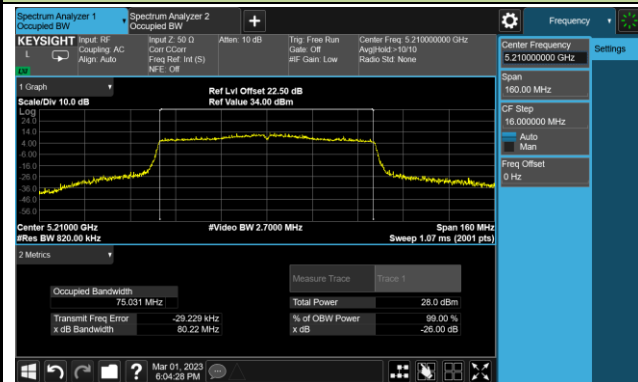 Spectrum Analyzer 1
Occupied BW
Spectrum Analyzer 2
Occupied BW
+
Frequency
KEYSIGHT
L
LXI
Input: RF
Coupling: AC
Align: Auto
Input Z: 50 Ω
Corr CCorr
Freq Ref: Int (S)
NFE: Off
Atten: 10 dB
Trig: Free Run
Gate: Off
#IF Gain: Low
Center Freq: 5.210000000 GHz
Avg|Hold:>10/10
Radio Std: None
Center Frequency
5.210000000 GHz
Settings
Span
160.00 MHz
CF Step
16.000000 MHz
Auto
Man
Freq Offset
0 Hz
1 Graph
Scale/Div 10.0 dB
Ref Lvl Offset 22.50 dB
Ref Value 34.00 dBm
Log
24.0
14.0
4.00
-6.00
-16.0
-26.0
-36.0
-46.0
-56.0
Center 5.21000 GHz
#Res BW 820.00 kHz
#Video BW 2.7000 MHz
Span 160 MHz
Sweep 1.07 ms (2001 pts)
2 Metrics
Measure Trace
Trace 1
Occupied Bandwidth
75.031 MHz
Total Power
28.0 dBm
Transmit Freq Error
-29.229 kHz
% of OBW Power
99.00 %
x dB Bandwidth
80.22 MHz
x dB
-26.00 dB
?
Mar 01, 2023
6:04:28 PM